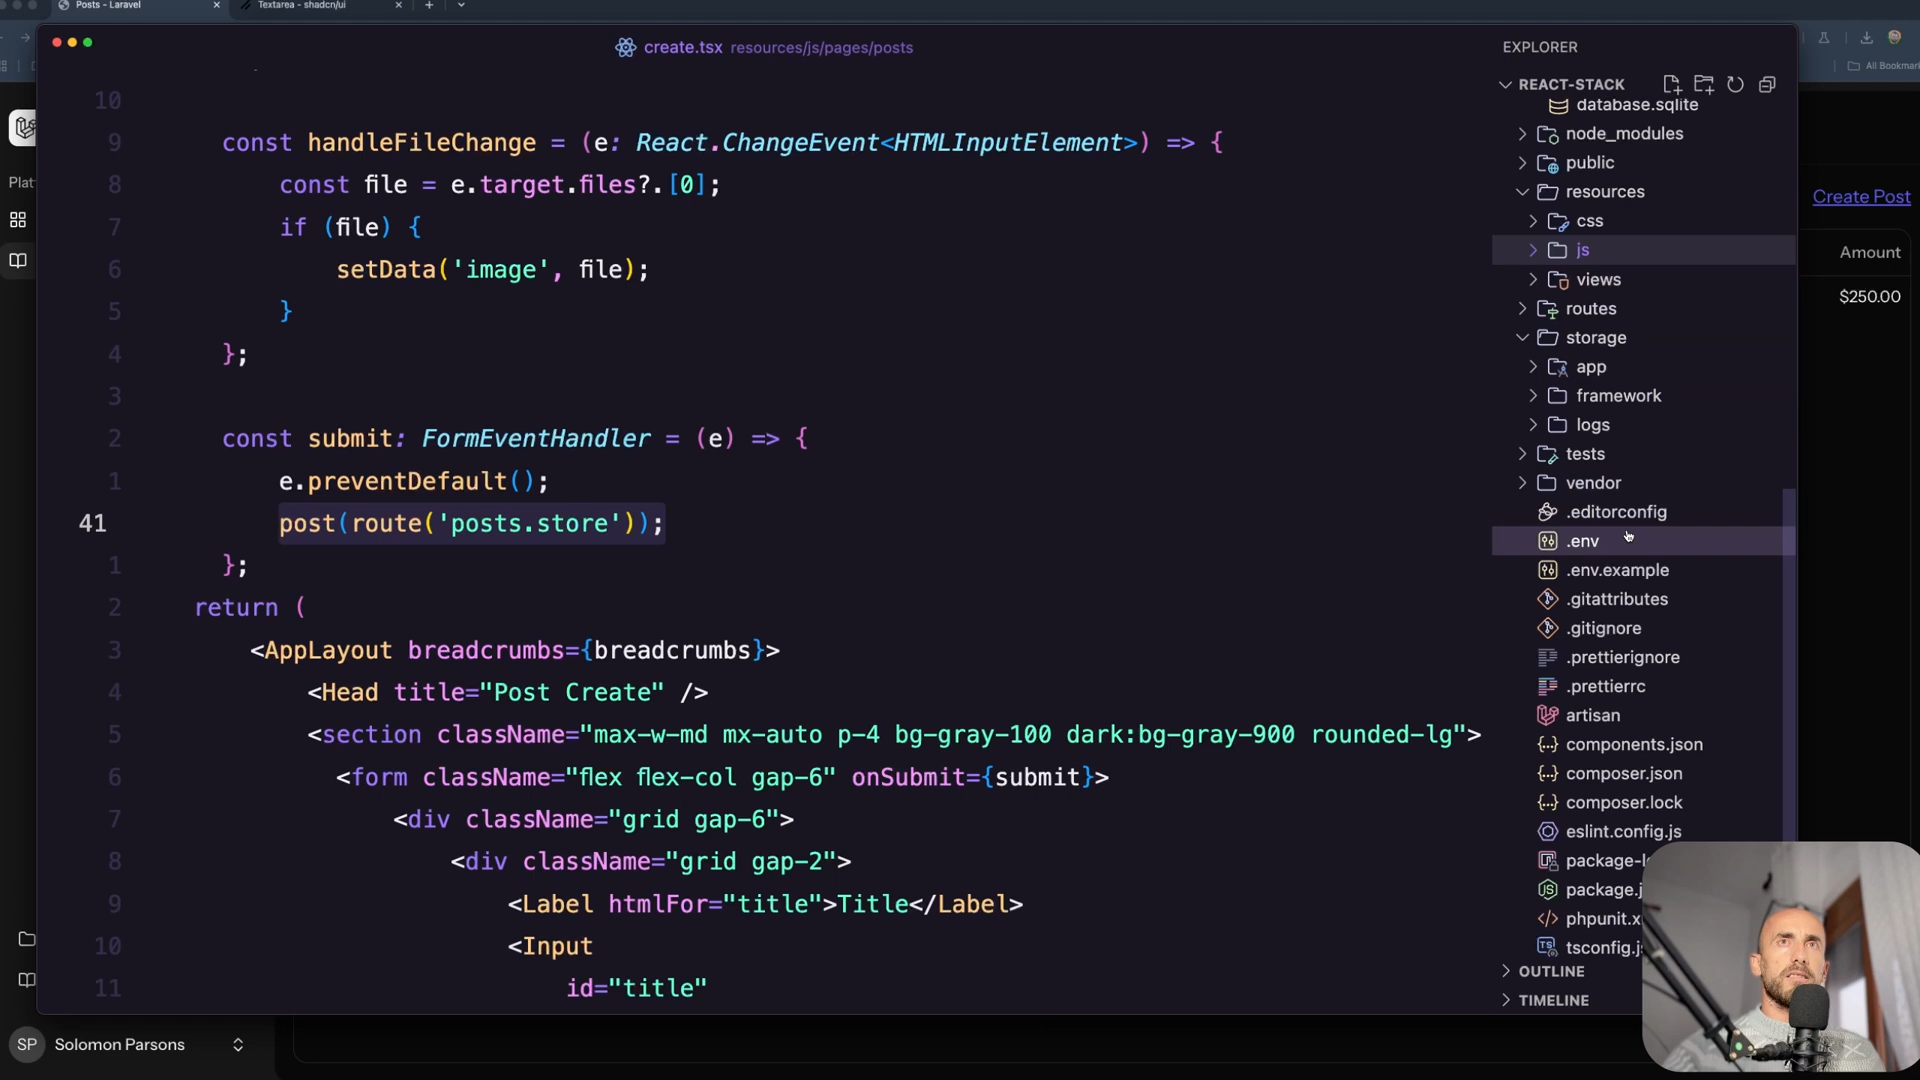 Posts - Laravel
Textarea - shadcn/ui
create.tsx resources/js/pages/posts
10
9 const handleFileChange = (e: React.ChangeEvent<HTMLInputElement>) => {
8 const file = e.target.files?.[0];
7 if (file) {
6 setData('image', file);
5 }
4 };
3
2 const submit: FormEventHandler = (e) => {
1 e.preventDefault();
41 post(route('posts.store'));
1 };
2 return (
3 <AppLayout breadcrumbs={breadcrumbs}>
4 <Head title="Post Create" />
5 <section className="max-w-md mx-auto p-4 bg-gray-100 dark:bg-gray-900 rounded-lg">
6 <form className="flex flex-col gap-6" onSubmit={submit}>
7 <div className="grid gap-6">
8 <div className="grid gap-2">
9 <Label htmlFor="title">Title</Label>
10 <Input
11 id="title"
EXPLORER
REACT-STACK
database.sqlite
node_modules
public
resources
css
js
views
routes
storage
app
framework
logs
tests
vendor
.editorconfig
.env
.env.example
.gitattributes
.gitignore
.prettierignore
.prettierrc
artisan
components.json
composer.json
composer.lock
eslint.config.js
package-l
package.j
phpunit.x
tsconfig.j
OUTLINE
TIMELINE
All Bookmar
Create Post
Amount
$250.00
Plat
SP Solomon Parsons